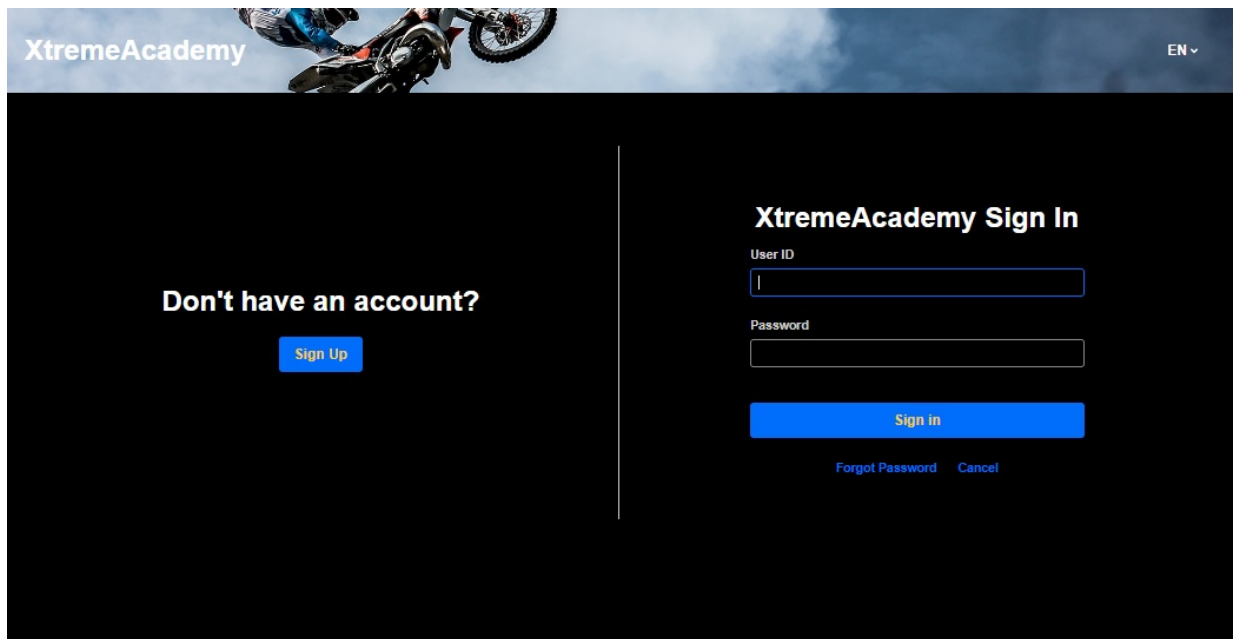 XtremeAcademy
EN
Don't have an account?
Sign Up
XtremeAcademy Sign In
User ID
Password
Sign in
Forgot Password Cancel